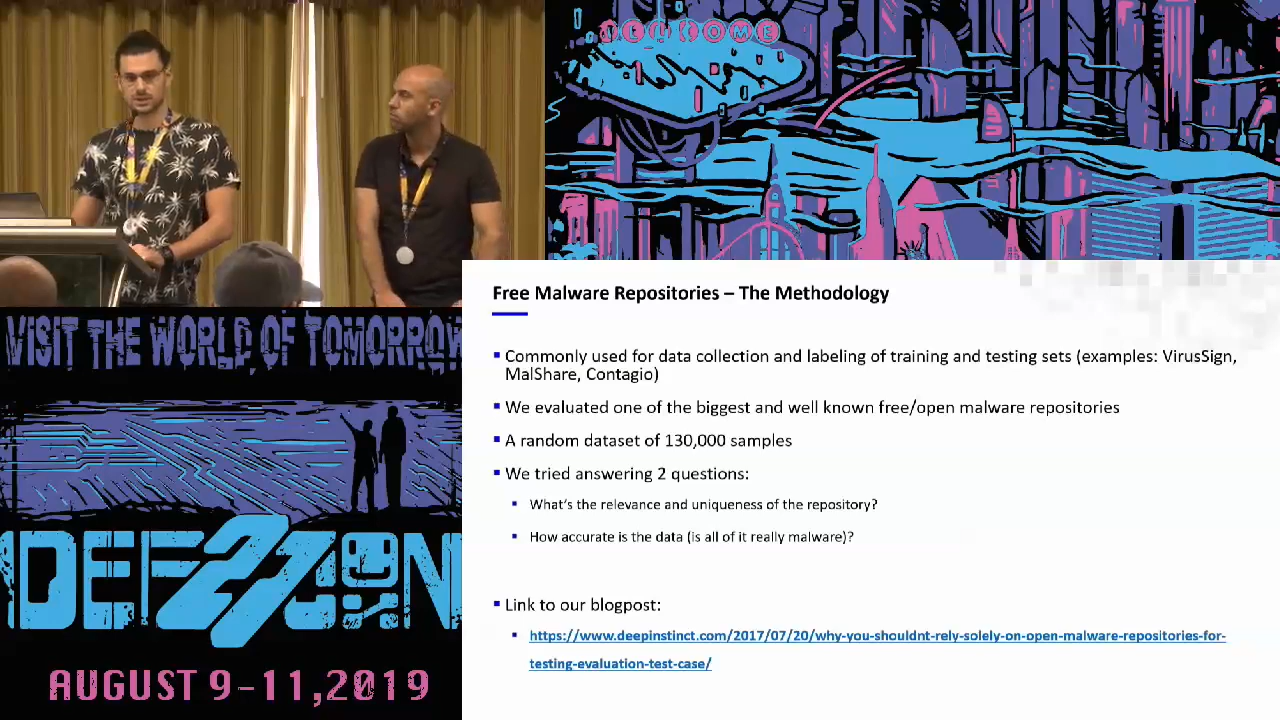 WELCOME
Free Malware Repositories – The Methodology
▪ Commonly used for data collection and labeling of training and testing sets (examples: VirusSign,
MalShare, Contagio)
▪ We evaluated one of the biggest and well known free/open malware repositories
▪ A random dataset of 130,000 samples
▪ We tried answering 2 questions:
▪ What's the relevance and uniqueness of the repository?
▪ How accurate is the data (is all of it really malware)?
▪ Link to our blogpost:
▪ https://www.deepinstinct.com/2017/07/20/why-you-shouldnt-rely-solely-on-open-malware-repositories-for-
testing-evaluation-test-case/
VISIT THE WORLD OF TOMORROW
DEF 27 CON
AUGUST 9-11,2019